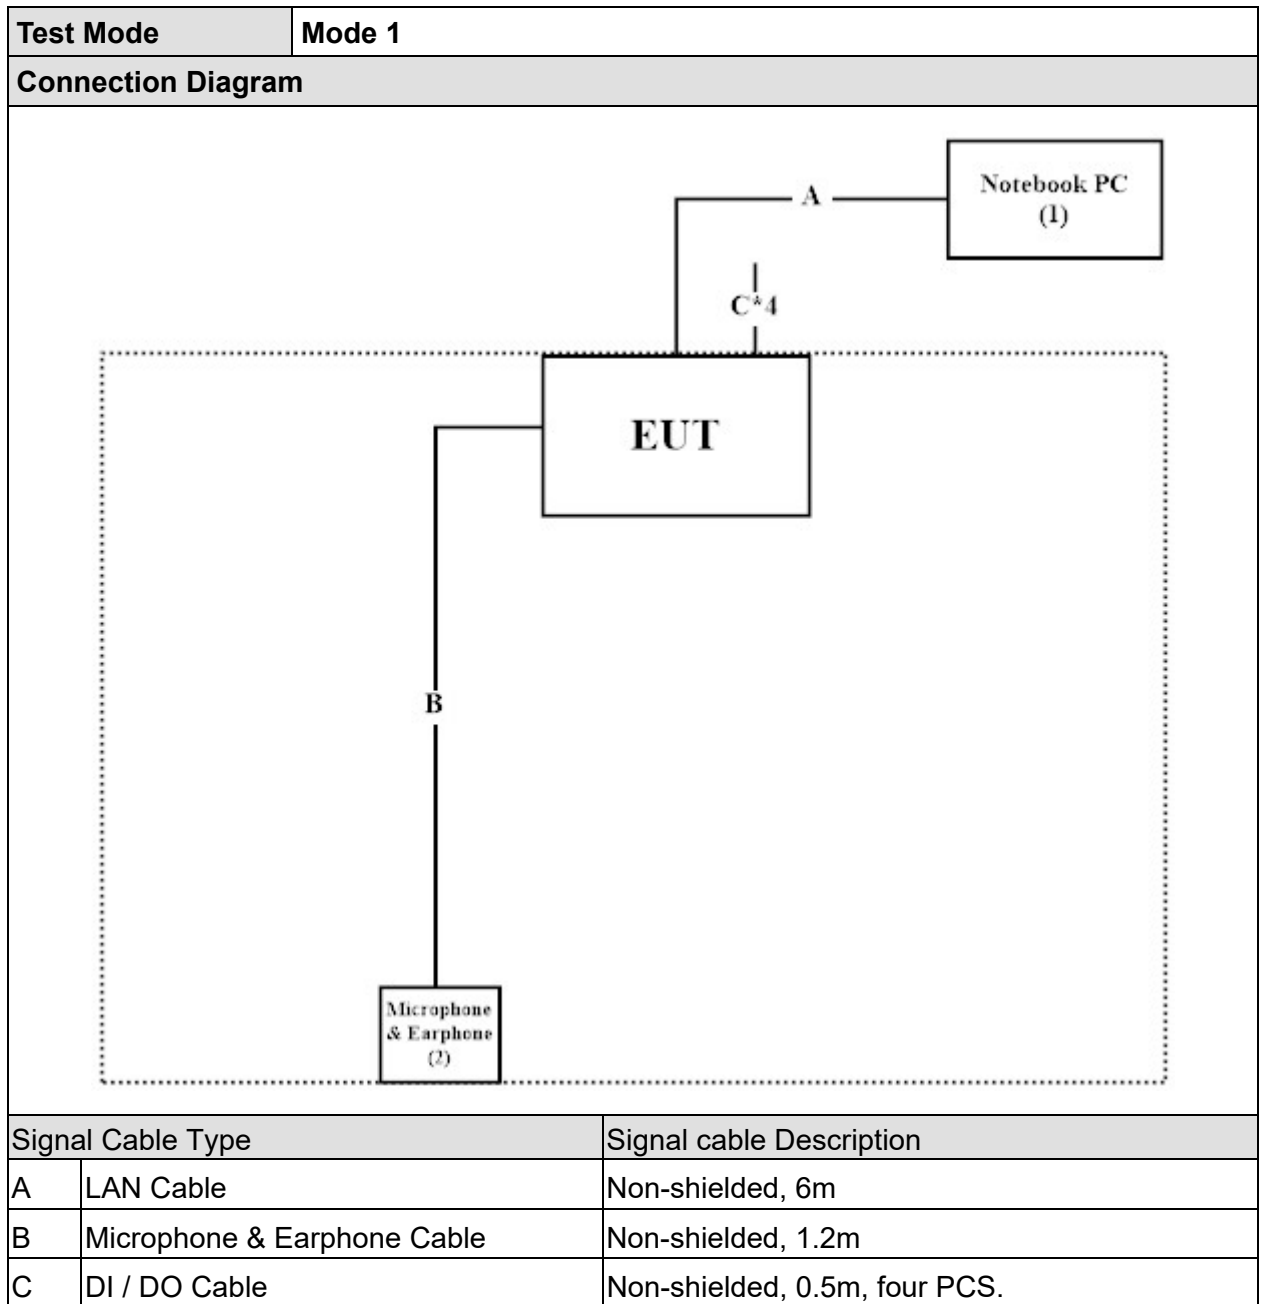 Test Mode Mode 1
Connection Diagram
Notebook PC
(1)
A
C*4
EUT
B
Microphone
& Earphone
(2)
Signal Cable Type Signal cable Description
A LAN Cable Non-shielded, 6m
B Microphone & Earphone Cable Non-shielded, 1.2m
C DI / DO Cable Non-shielded, 0.5m, four PCS.